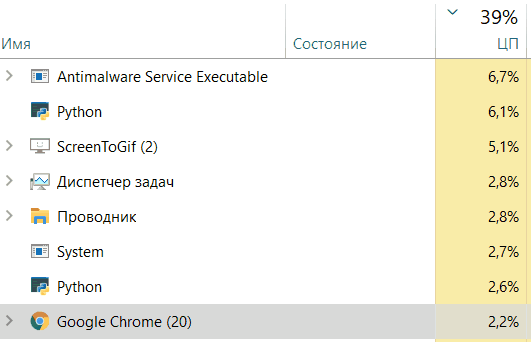 39%
Имя Состояние ЦП
Antimalware Service Executable 6,7%
Python 6,1%
ScreenToGif (2) 5,1%
Диспетчер задач 2,8%
Проводник 2,8%
System 2,7%
Python 2,6%
Google Chrome (20) 2,2%